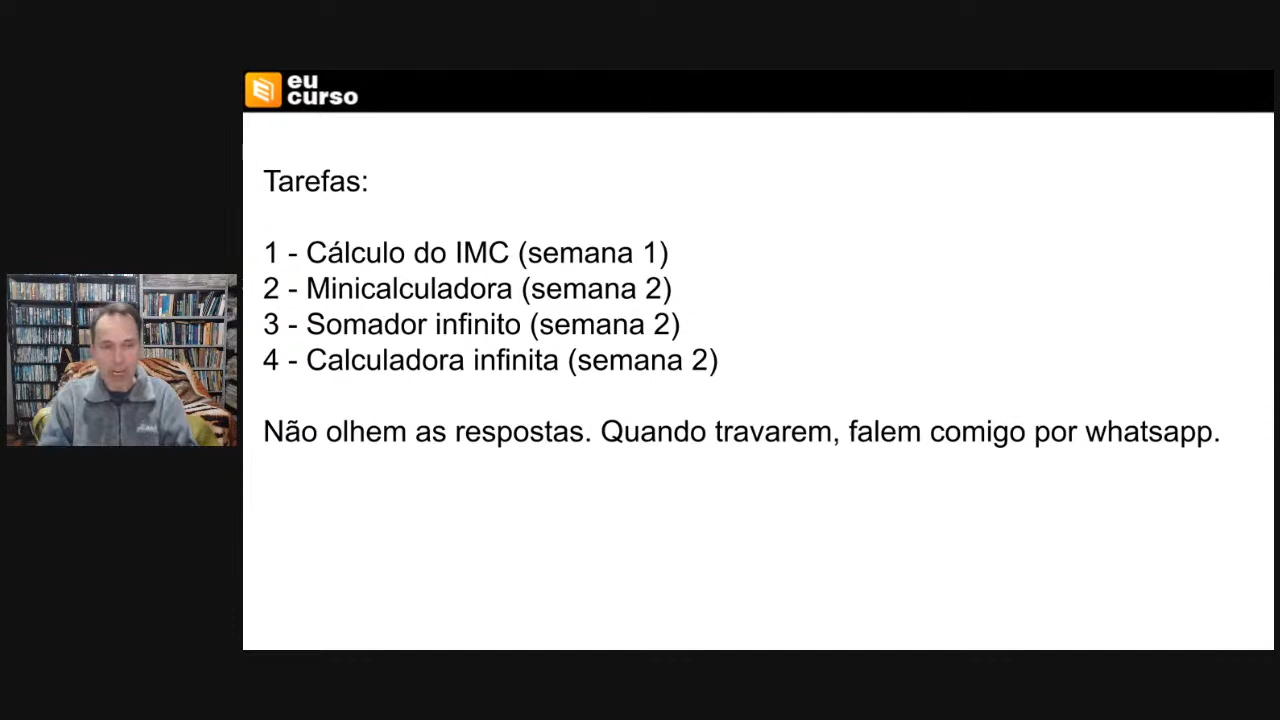 eu
curso
Tarefas:
1 - Cálculo do IMC (semana 1)
2 - Minicalculadora (semana 2)
3 - Somador infinito (semana 2)
4 - Calculadora infinita (semana 2)
Não olhem as respostas. Quando travarem, falem comigo por whatsapp.